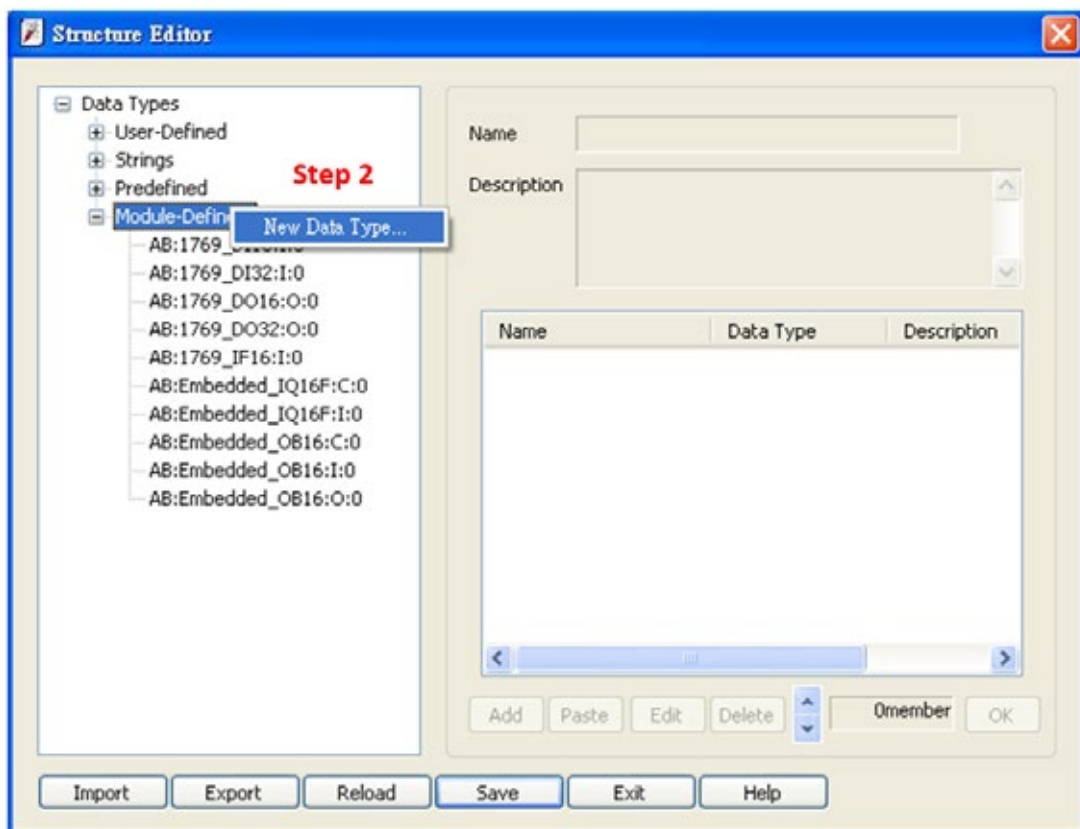 Structure Editor
Data Types
User-Defined
Strings
Step 2
Predefined
New Data Type...
AB:1769_DI32:I:0
AB:1769_DO16:O:0
AB:1769_DO32:O:0
AB:1769_IF16:I:0
AB:Embedded_IQ16F:C:0
AB:Embedded_IQ16F:I:0
AB:Embedded_OB16:C:0
AB:Embedded_OB16:I:0
AB:Embedded_OB16:O:0
Name
Description
Name Data Type Description
Add Paste Edit Delete 0member OK
Import Export Reload Save Exit Help